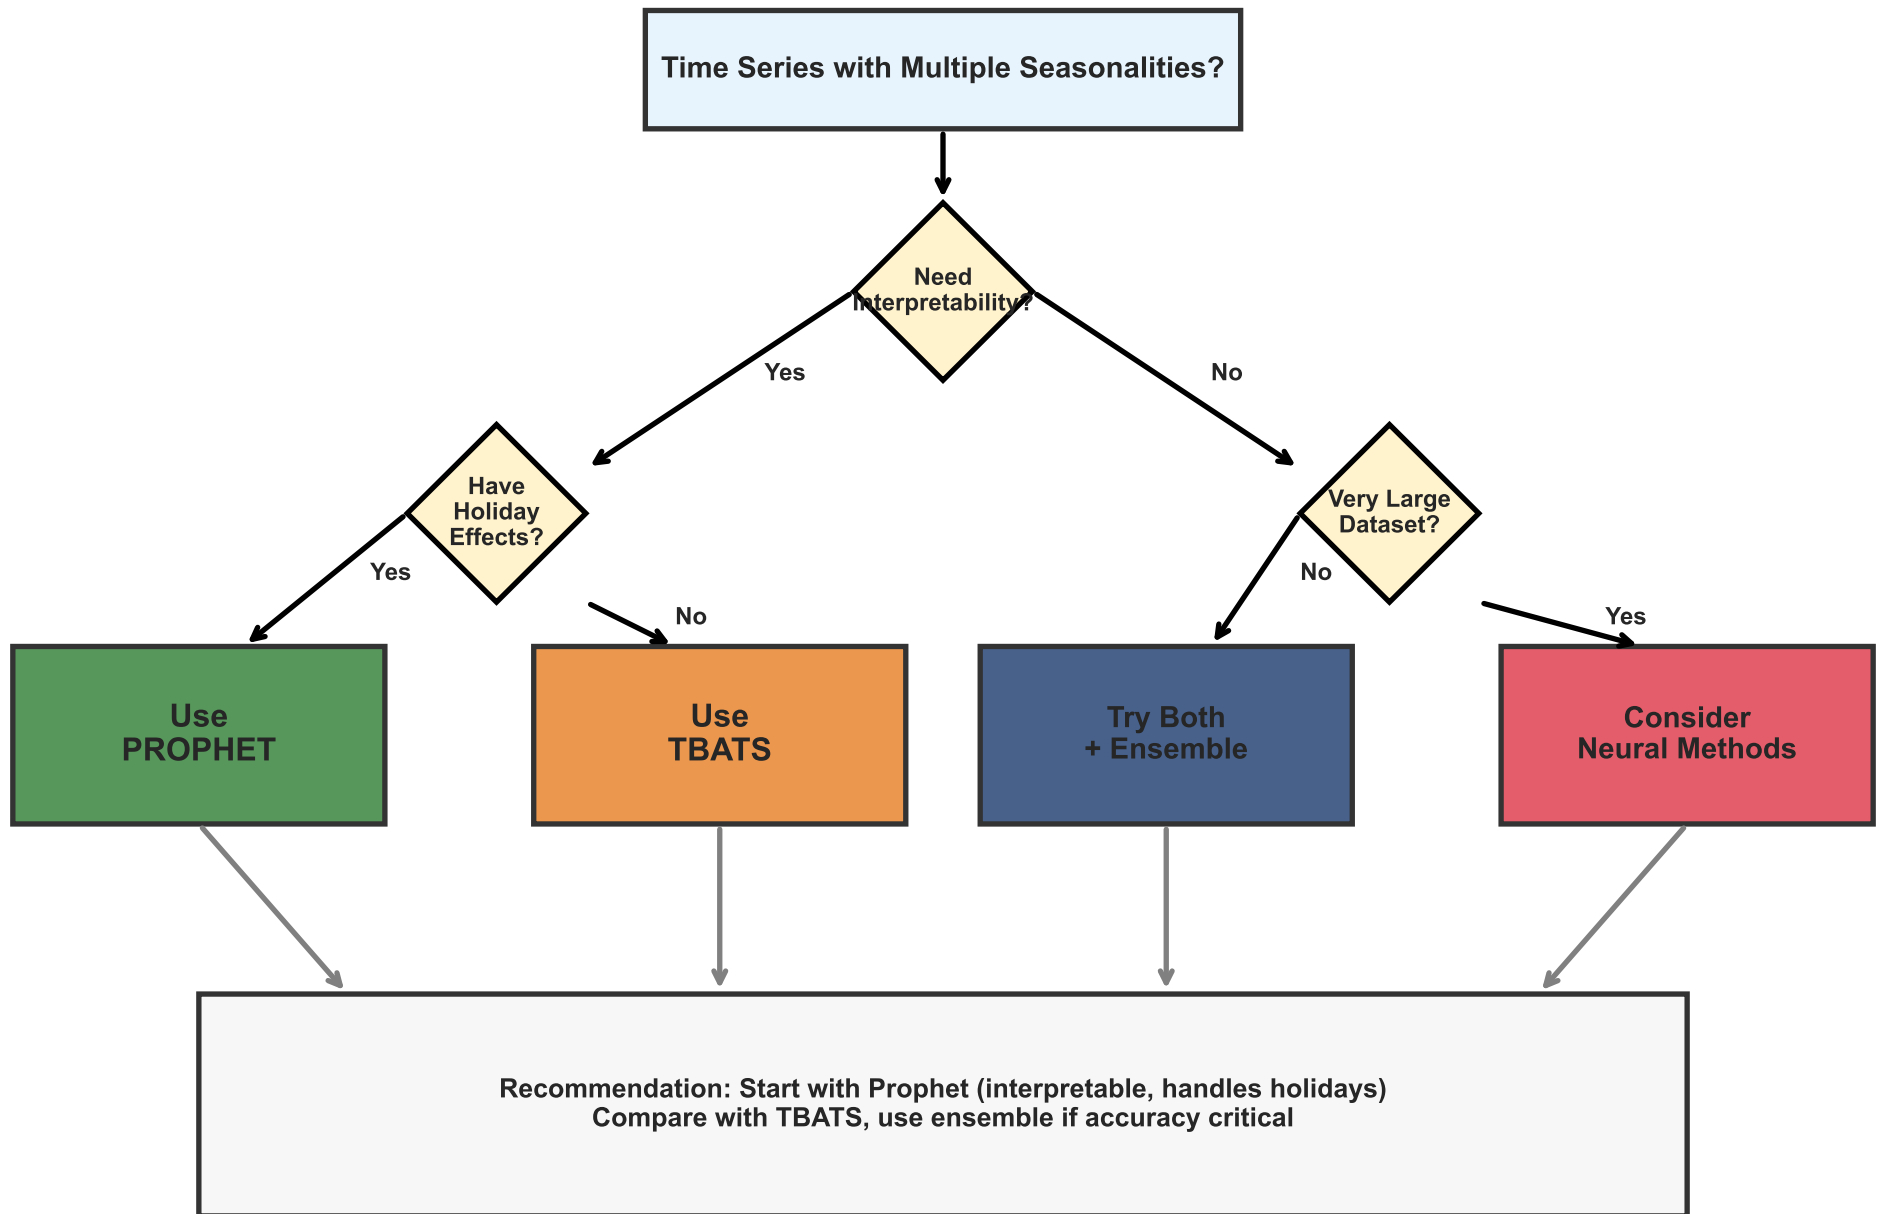 Time Series with Multiple Seasonalities?
Need
Interpretability?
Yes
No
Have
Holiday
Effects?
Very Large
Dataset?
Yes
No
No
Yes
Use
PROPHET
Use
TBATS
Try Both
+ Ensemble
Consider
Neural Methods
Recommendation: Start with Prophet (interpretable, handles holidays)
Compare with TBATS, use ensemble if accuracy critical